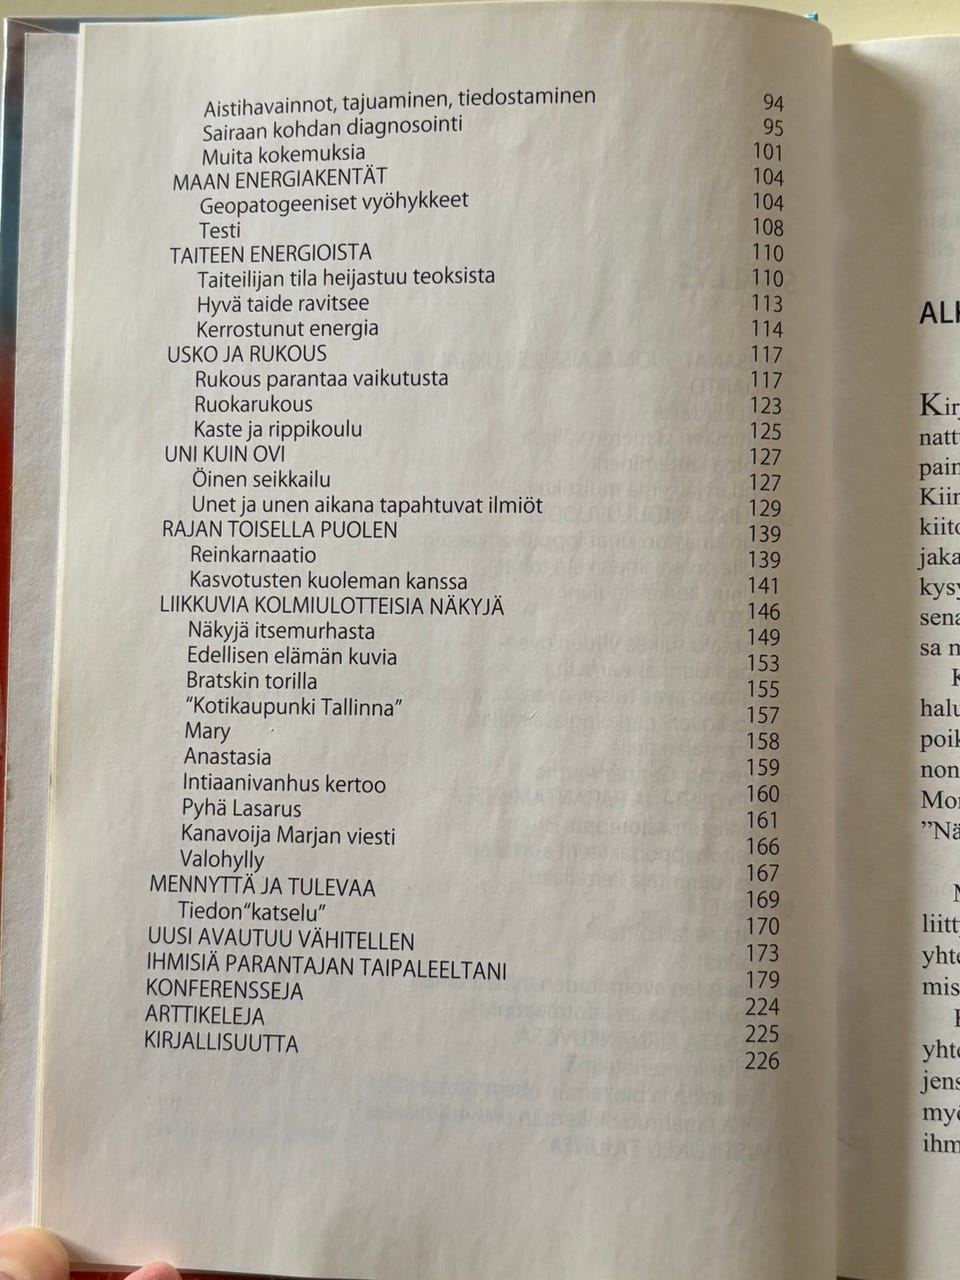 Aistihavainnot, tajuaminen, tiedostaminen 94
Sairaan kohdan diagnosointi 95
Muita kokemuksia 101
MAAN ENERGIAKENTÄT 104
Geopatogeeniset vyöhykkeet 104
Testi 108
TAITEEN ENERGIOISTA 110
Taiteilijan tila heijastuu teoksista 110
Hyvä taide ravitsee 113
Kerrostunut energia 114
USKO JA RUKOUS 117
Rukous parantaa vaikutusta 117
Ruokarukous 123
Kaste ja rippikoulu 125
UNI KUIN OVI 127
Öinen seikkailu 127
Unet ja unen aikana tapahtuvat ilmiöt 129
RAJAN TOISELLA PUOLEN 139
Reinkarnaatio 139
Kasvotusten kuoleman kanssa 141
LIIKKUVIA KOLMIULOTTEISIA NÄKYJÄ 146
Näkyjä itsemurhasta 149
Edellisen elämän kuvia 153
Bratskin torilla 155
“Kotikaupunki Tallinna” 157
Mary 158
Anastasia 159
Intiaanivanhus kertoo 160
Pyhä Lasarus 161
Kanavoija Marjan viesti 166
Valohylly 167
MENNYTTÄ JA TULEVAA 169
Tiedon“katselu” 170
UUSI AVAUTUU VÄHITELLEN 173
IHMISIÄ PARANTAJAN TAIPALEELTANI 179
KONFERENSSEJA 224
ARTTIKELEJA 225
KIRJALLISUUTTA 226